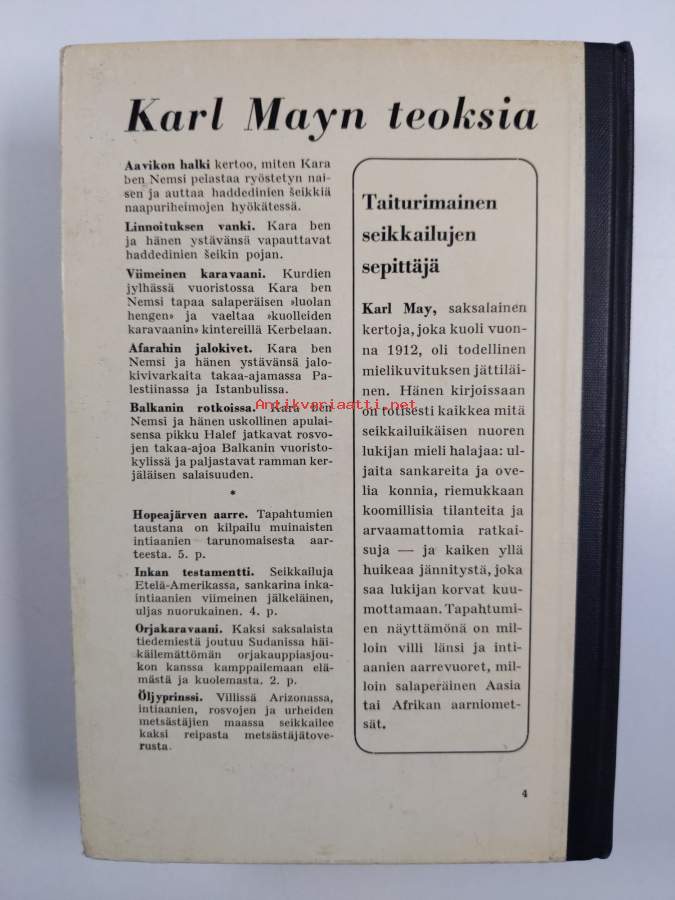 Karl Mayn teoksia
Aavikon halki kertoo, miten Kara
ben Nemsi pelastaa ryöstetyn nai-
sen ja auttaa haddedinien šeikkiä
naapuriheimojen hyökätessä.
Linnoituksen vanki. Kara ben
ja hänen ystävänsä vapauttavat
haddedinien šeikin pojan.
Viimeinen karavaani. Kurdien
jylhässä vuoristossa Kara ben
Nemsi tapaa salaperäisen »luolan
hengen» ja vaeltaa »kuolleiden
karavaanin» kintereillä Kerbelaan.
Afarahin jalokivet. Kara ben
Nemsi ja hänen ystävänsä jalo-
kivivarkaita takaa-ajamassa Pa-
lestiinassa ja Istanbulissa.
Balkanin rotkoissa. Kara ben
Nemsi ja hänen uskollinen apulai-
sensa pikku Halef jatkavat rosvo-
jen takaa-ajoa Balkanin vuoristo-
kylissä ja paljastavat ramman ker-
jäläisen salaisuuden.
*
Hopeajärven aarre. Tapahtumien
taustana on kilpailu muinaisten
intiaanien tarunomaisesta aar-
teesta. 5. p.
Inkan testamentti. Seikkailuja
Etelä-Amerikassa, sankarina inka-
intiaanien viimeinen jälkeläinen,
uljas nuorukainen. 4. p.
Orjakaravaani. Kaksi saksalaista
tiedemiestä joutuu Sudanissa häi-
käilemättömän orjakauppiasjou-
kon kanssa kamppailemaan elä-
mästä ja kuolemasta. 2. p.
Öljyprinssi. Villissä Arizonassa,
intiaanien, rosvojen ja urheiden
metsästäjien maassa seikkailee
kaksi reipasta metsästäjätove-
rusta.
Taiturimainen
seikkailujen
sepittäjä
Karl May, saksalainen
kertoja, joka kuoli vuon-
na 1912, oli todellinen
mielikuvituksen jättiläi-
nen. Hänen kirjoissaan
on totisesti kaikkea mitä
seikkailuikäisen nuoren
lukijan mieli halajaa: ul-
jaita sankareita ja ove-
lia konnia, riemukkaan
koomillisia tilanteita ja
arvaamattomia ratkai-
suja — ja kaiken yllä
huikeaa jännitystä, joka
saa lukijan korvat kuu-
mottamaan. Tapahtumi-
en näyttämönä on mil-
loin villi länsi ja inti-
aanien aarrevuoret, mil-
loin salaperäinen Aasia
tai Afrikan aarniomet-
sät.
4
Antikvariaatti.net